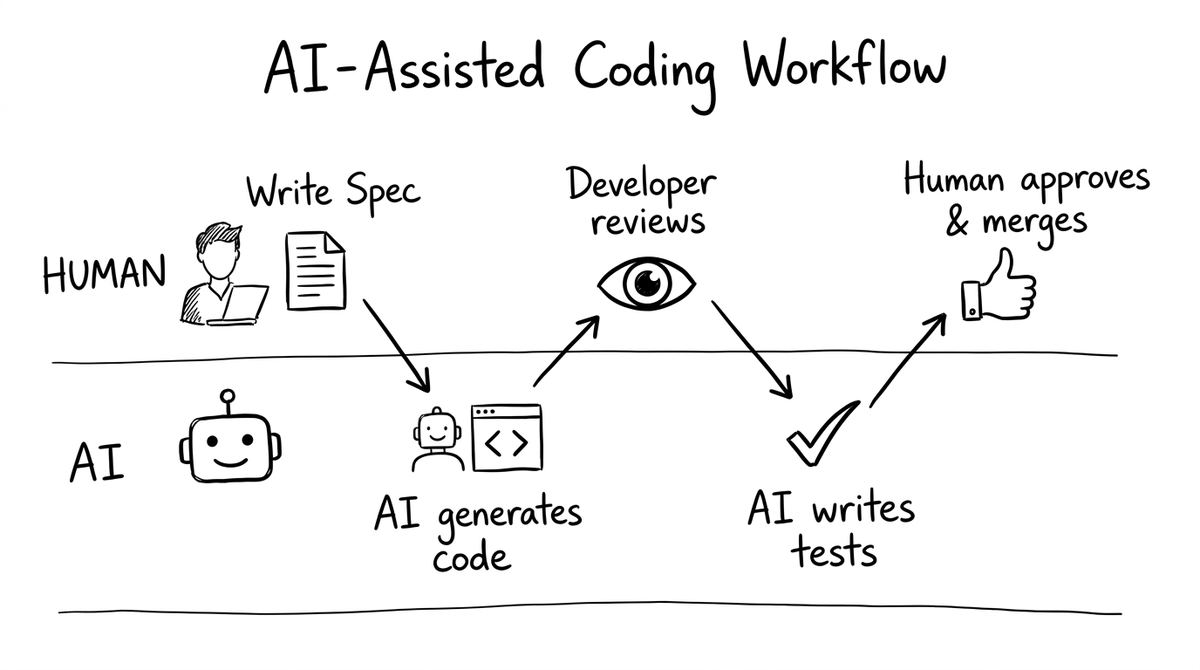 AI-Assisted Coding Workflow
Write Spec
Developer
reviews
Human approves
& merges
HUMAN
AI
AI generates
code
AI writes
tests